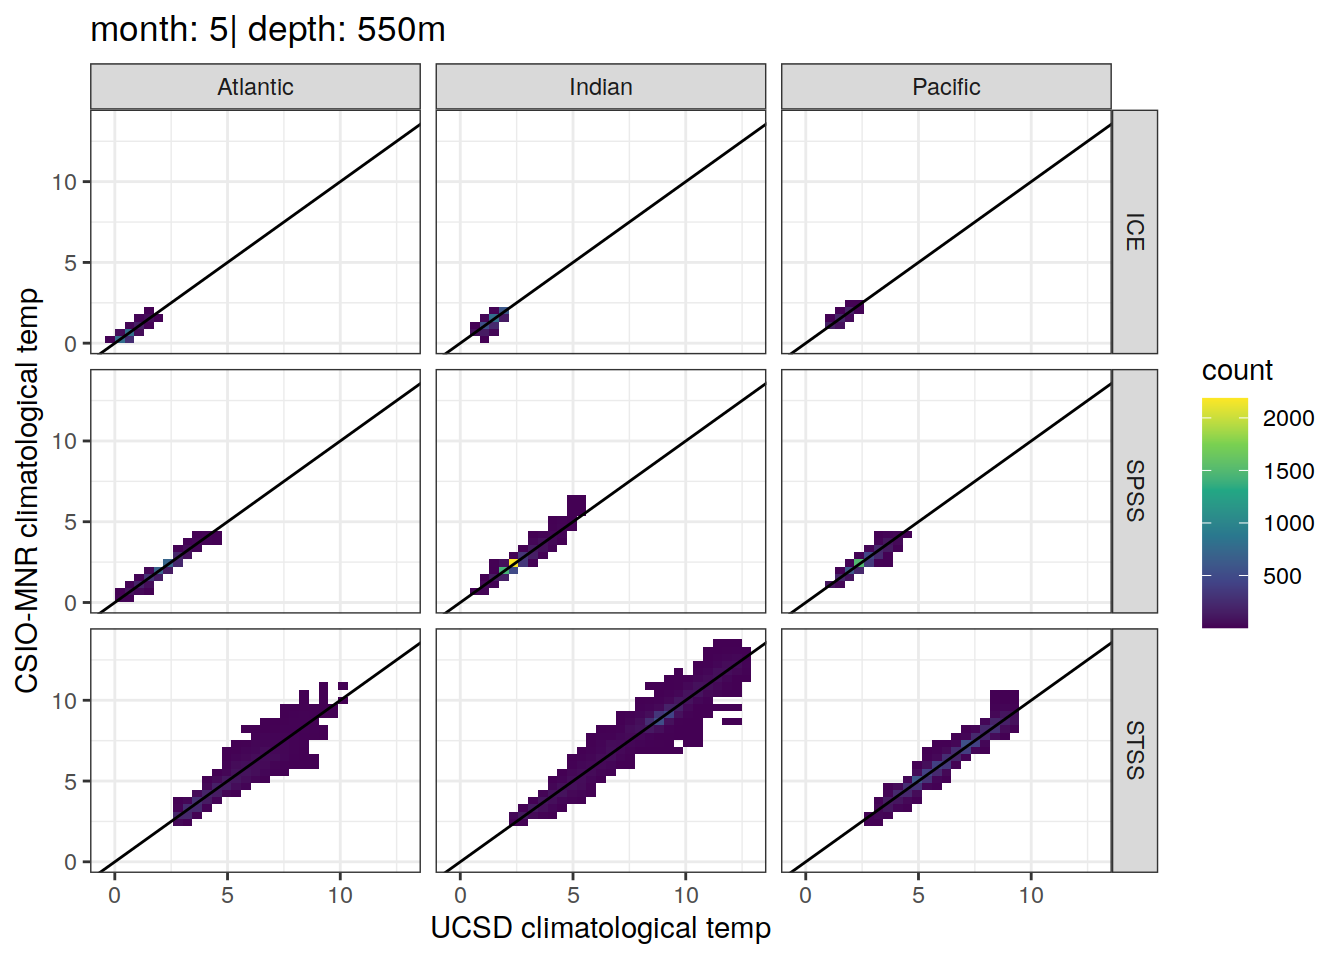 month: 5| depth: 550m
Atlantic
Indian
Pacific
10
5
0
ICE
10
5
0
SPSS
10
5
0
STSS
0
5
10
0
5
10
0
5
10
UCSD climatological temp
CSIO-MNR climatological temp
count
2000
1500
1000
500